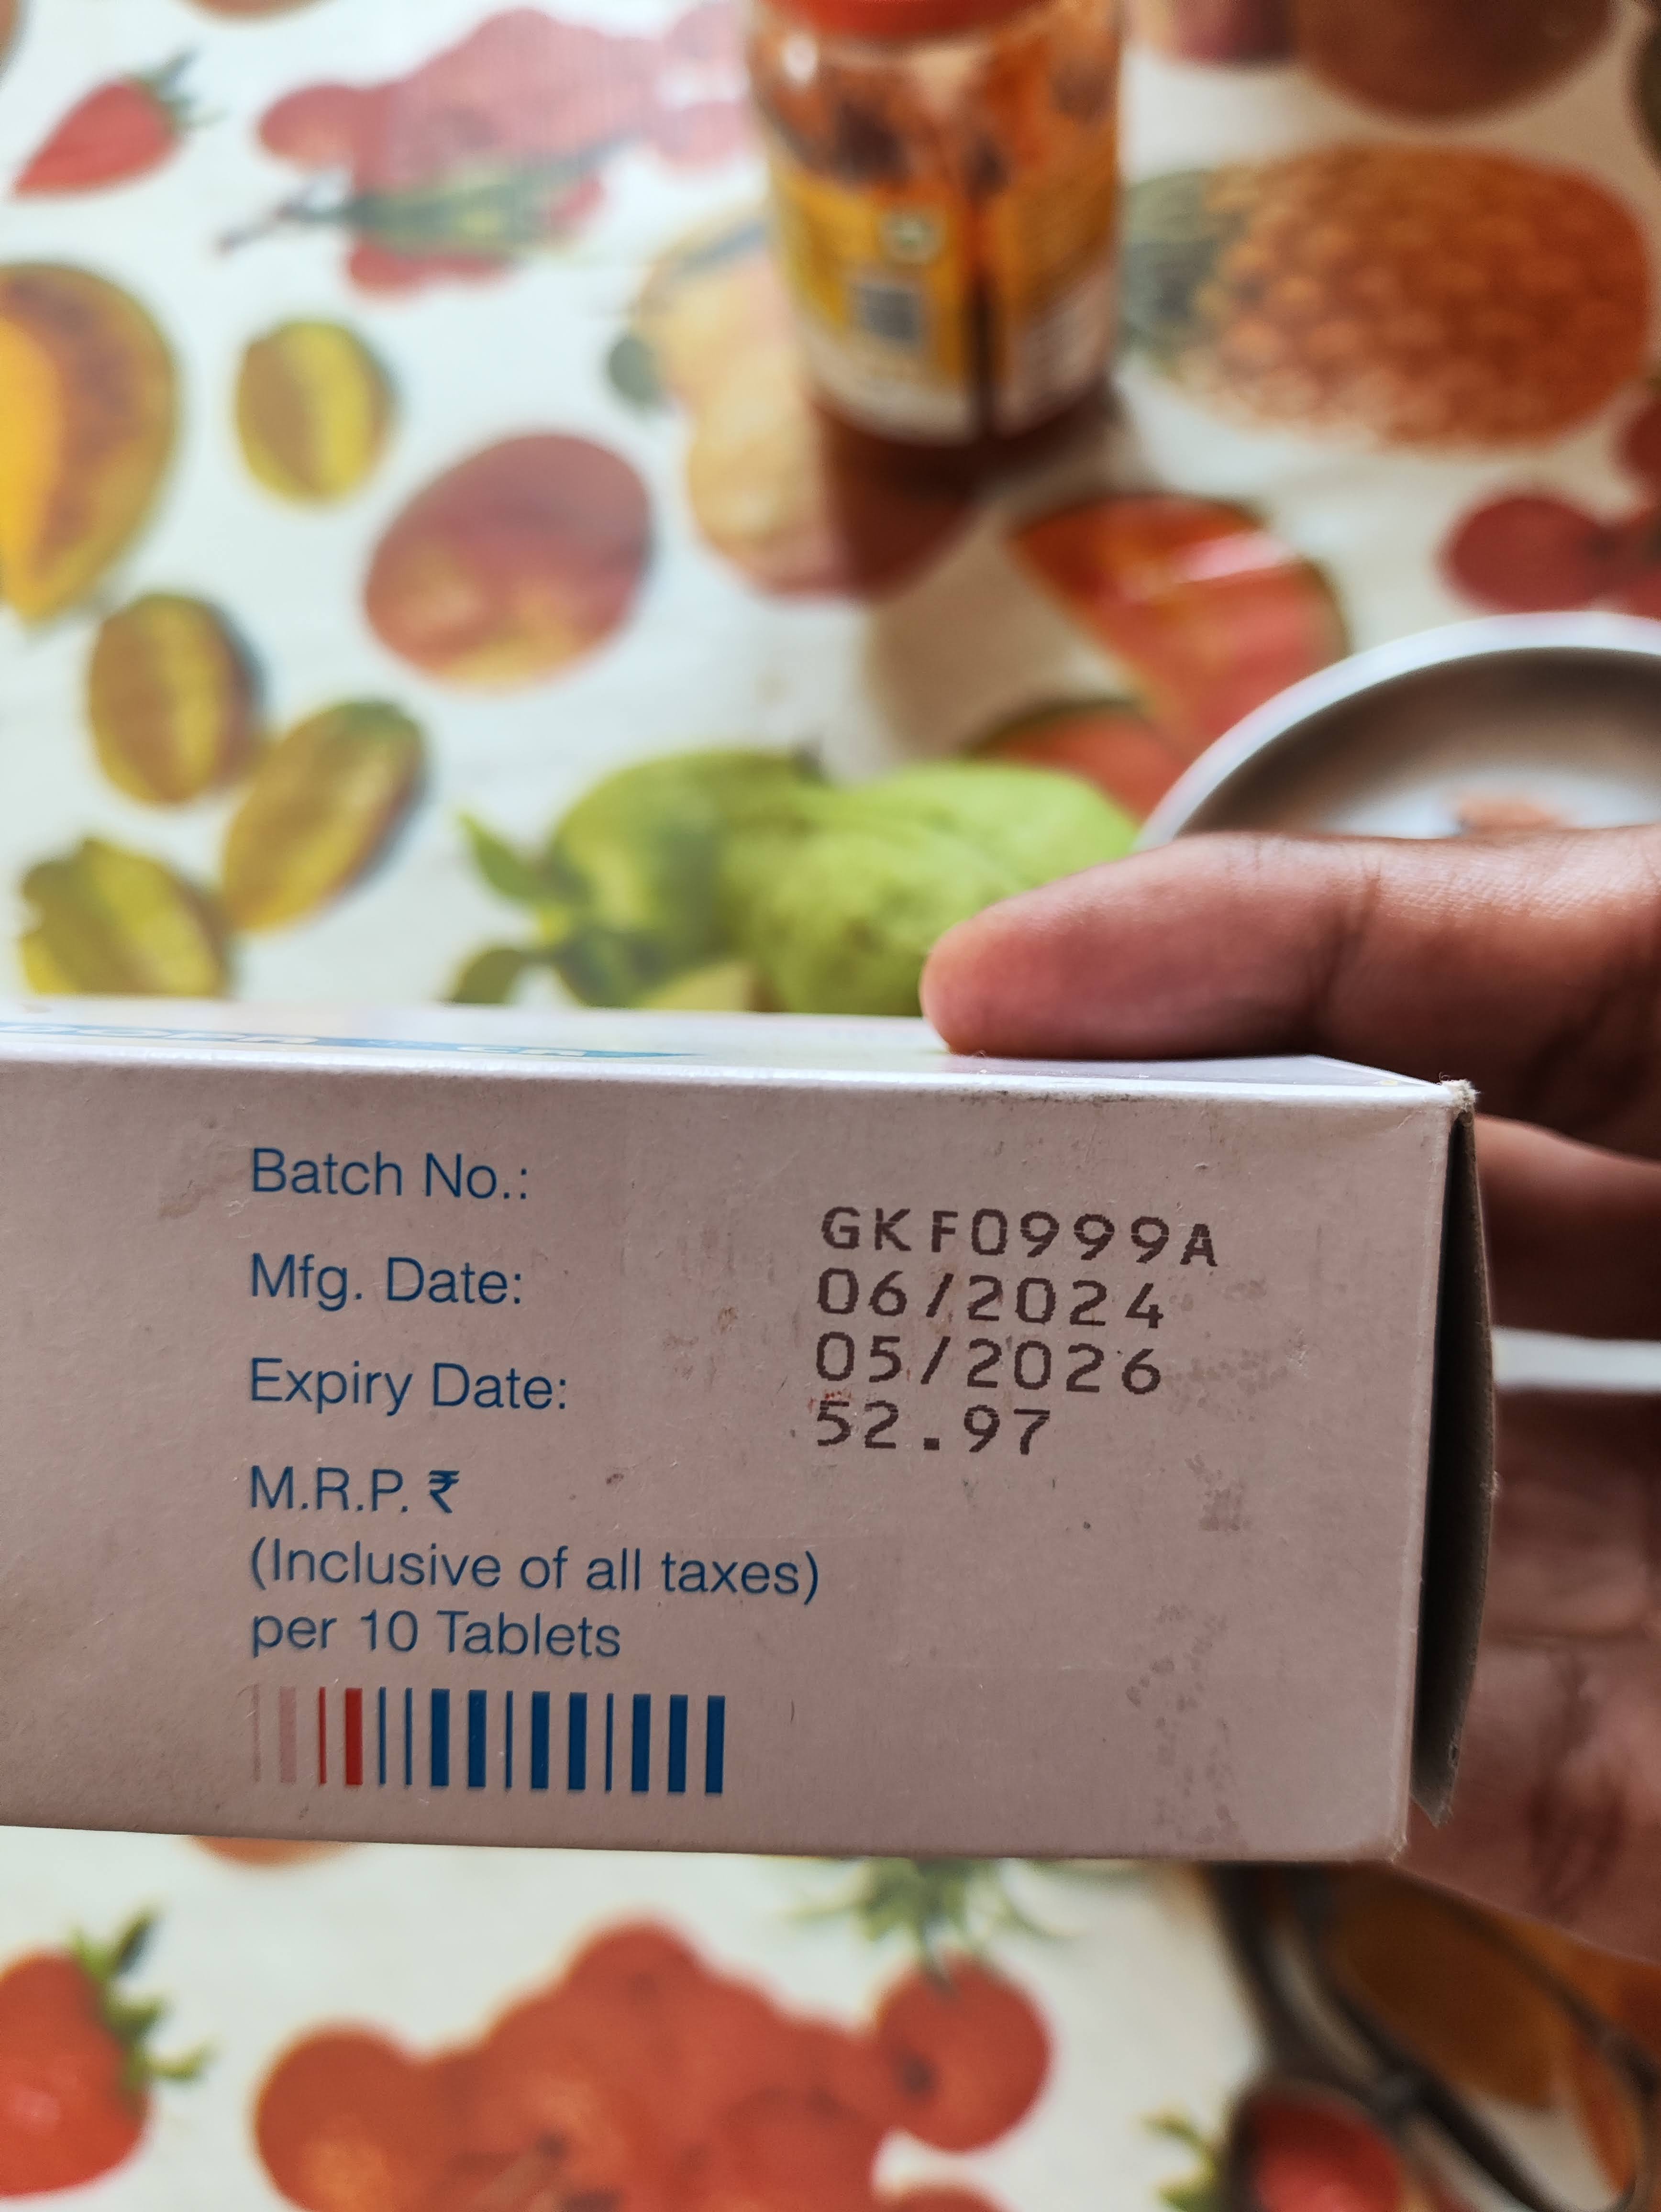 Batch No.:
GKF0999A
Mfg. Date:
06/2024
Expiry Date:
05/2026
M.R.P. ₹
52.97
(Inclusive of all taxes)
per 10 Tablets